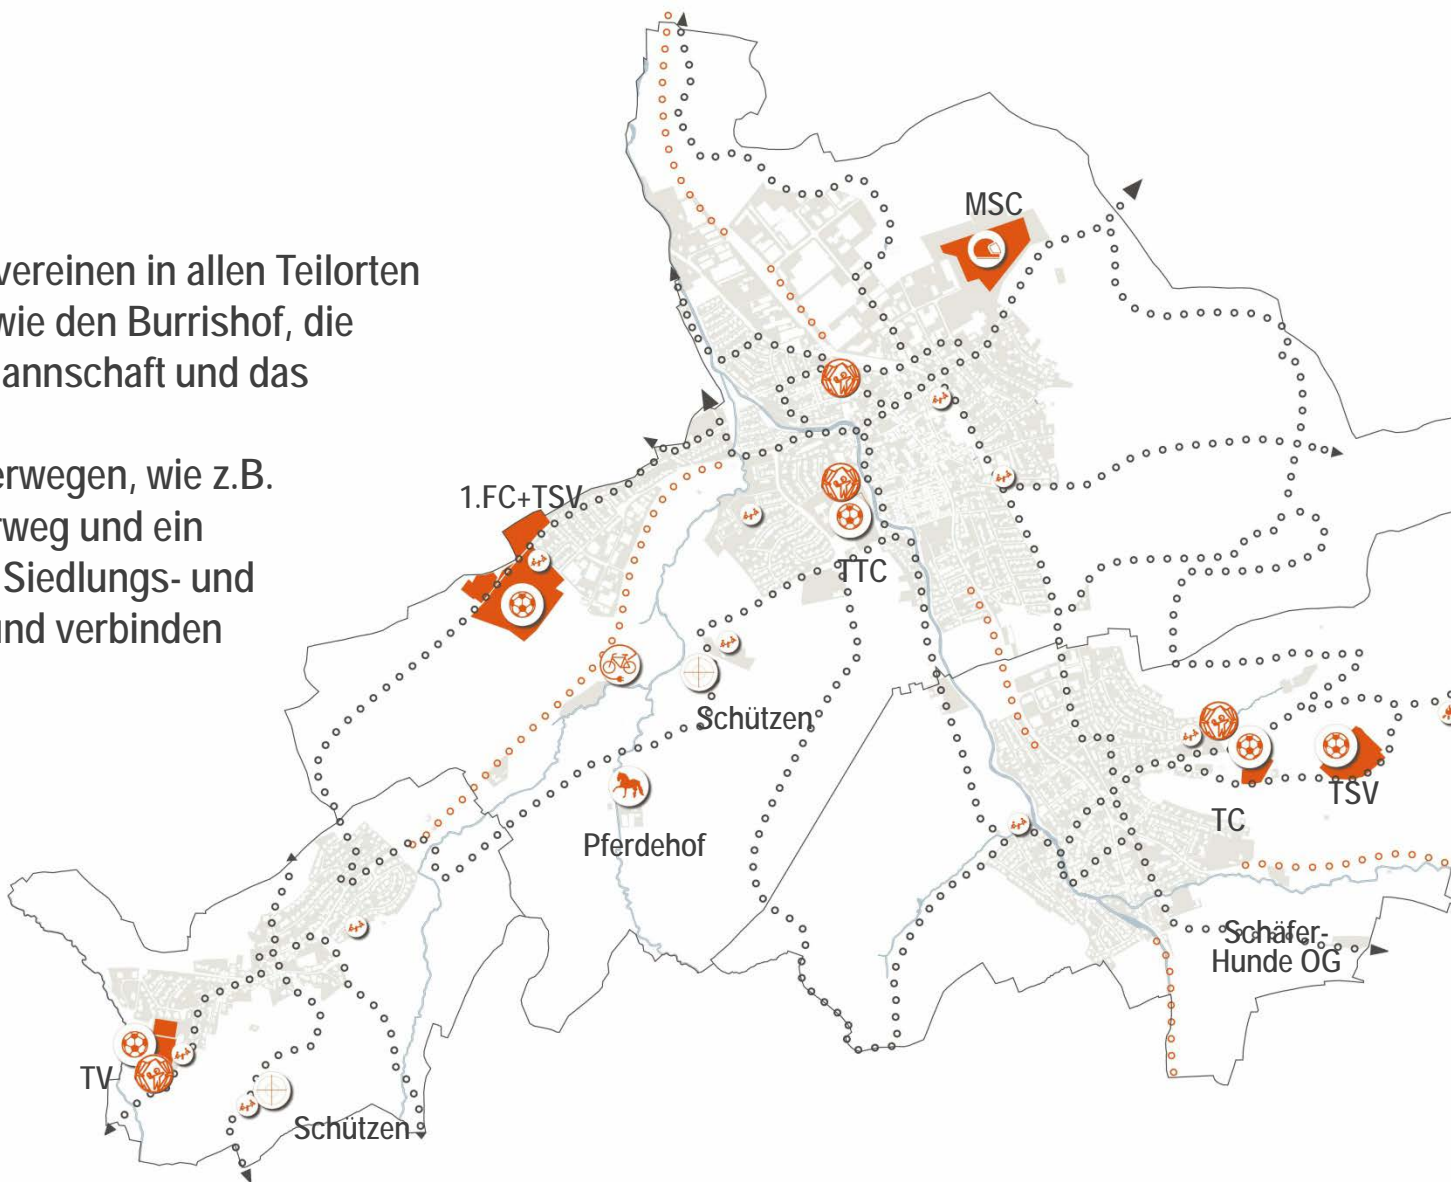 vereinen in allen Teilorten
wie den Burrishof, die
annschaft und das
erwegen, wie z.B.
rweg und ein
Siedlungs- und
und verbinden
MSC
1.FC+TSV
TTC
Schützen
Pferdehof
TC
TSV
Schäfer-
Hunde OG
TV
Schützen